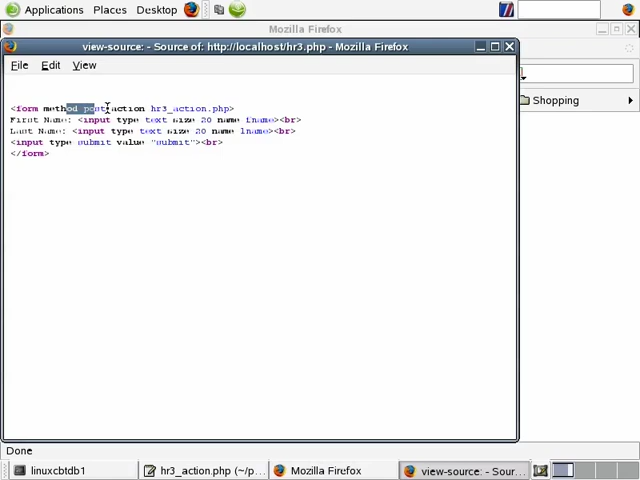 Applications Places Desktop
Mozilla Firefox
view-source: - Source of: http://localhost/hr3.php - Mozilla Firefox
File Edit View
Shopping
<form method post action hr3_action.php>
First Name: <input type text size 20 name fname><br>
Last Name: <input type text size 20 name lname><br>
<input type submit value "submit"><br>
</form>
Done
linuxcbtdb1 hr3_action.php (~/p... Mozilla Firefox view-source: - Sour...